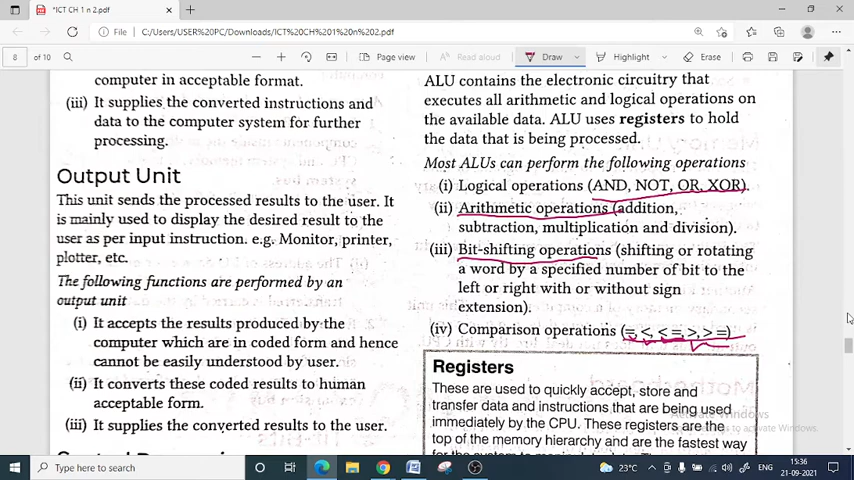 *ICT CH 1 n 2.pdf
File
C:/Users/USER%20PC/Downloads/ICT%20CH%201%20n%202.pdf
8 of 10
Page view
Read aloud
Draw
Highlight
Erase
computer in acceptable format.
(iii) It supplies the converted instructions and
data to the computer system for further
processing.
Output Unit
This unit sends the processed results to the user. It
is mainly used to display the desired result to the
user as per input instruction. e.g. Monitor, printer,
plotter, etc.
The following functions are performed by an
output unit
(i) It accepts the results produced by the
computer which are in coded form and hence
cannot be easily understood by user.
(ii) It converts these coded results to human
acceptable form.
(iii) It supplies the converted results to the user.
ALU contains the electronic circuitry that
executes all arithmetic and logical operations on
the available data. ALU uses registers to hold
the data that is being processed.
Most ALUs can perform the following operations
(i) Logical operations (AND, NOT, OR, XOR).
(ii) Arithmetic operations (addition,
subtraction, multiplication and division).
(iii) Bit-shifting operations (shifting or rotating
a word by a specified number of bit to the
left or right with or without sign
extension).
(iv) Comparison operations (=, <, < =, >, > =)
Registers
These are used to quickly accept, store and
transfer data and instructions that are being used
immediately by the CPU. These registers are the
top of the memory hierarchy and are the fastest way
Activate Windows
Type here to search
23°C
ENG
15:36
21-09-2021